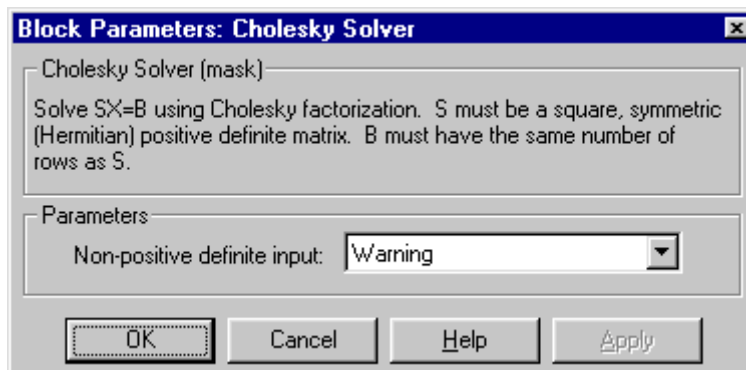 Block Parameters: Cholesky Solver
Cholesky Solver (mask)
Solve SX=B using Cholesky factorization. S must be a square, symmetric
(Hermitian) positive definite matrix. B must have the same number of
rows as S.
Parameters
Non-positive definite input: Warning
OK Cancel Help Apply